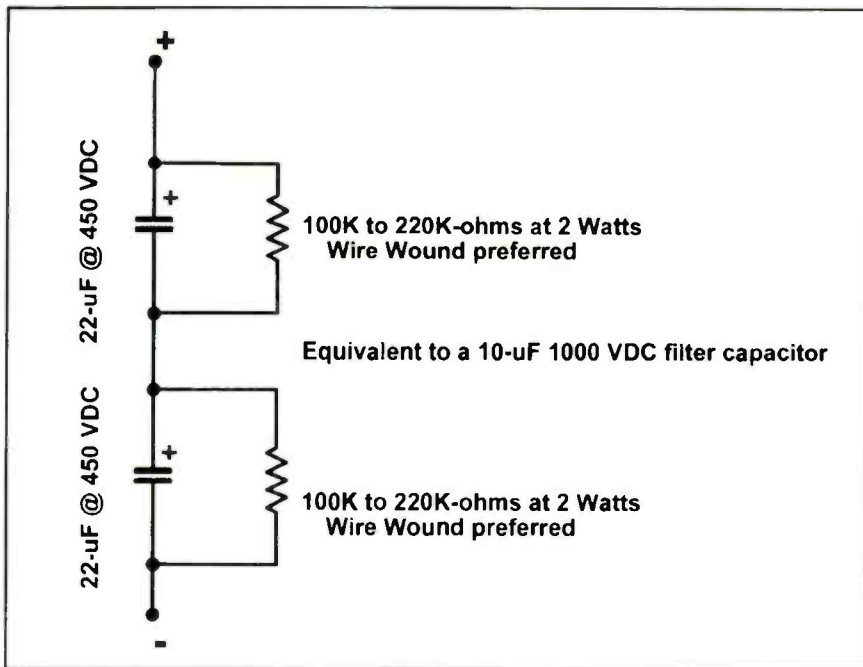 +
22-uF @ 450 VDC
+
100K to 220K-ohms at 2 Watts
Wire Wound preferred
Equivalent to a 10-uF 1000 VDC filter capacitor
22-uF @ 450 VDC
+
100K to 220K-ohms at 2 Watts
Wire Wound preferred
-